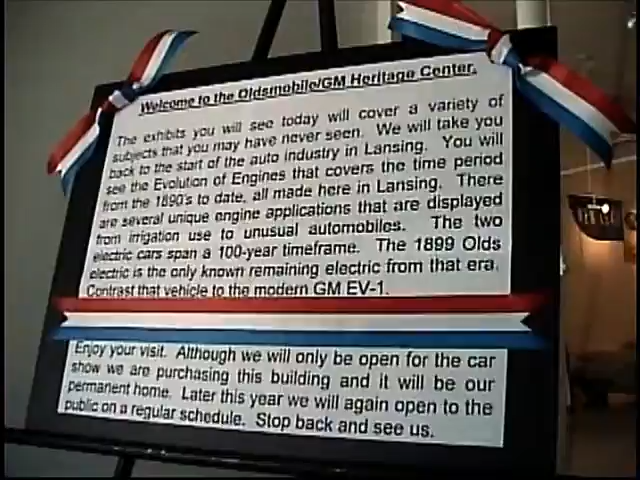 Welcome to the Oldsmobile/GM Heritage Center.
The exhibits you will see today will cover a variety of
subjects that you may have never seen. We will take you
back to the start of the auto industry in Lansing. You will
see the Evolution of Engines that covers the time period
from the 1890's to date, all made here in Lansing. There
are several unique engine applications that are displayed
from irrigation use to unusual automobiles. The two
electric cars span a 100-year timeframe. The 1899 Olds
electric is the only known remaining electric from that era.
Contrast that vehicle to the modern GM EV-1.
Enjoy your visit. Although we will only be open for the car
show we are purchasing this building and it will be our
permanent home. Later this year we will again open to the
public on a regular schedule. Stop back and see us.